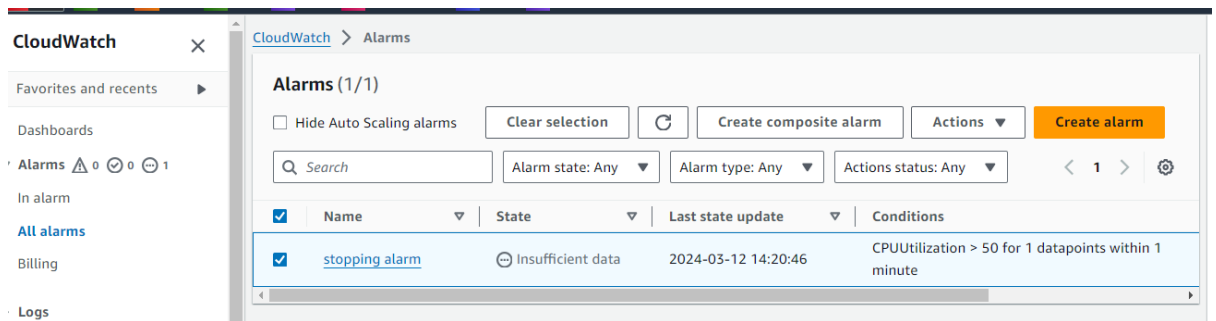 CloudWatch
Favorites and recents
Dashboards
Alarms 0 0 1
In alarm
All alarms
Billing
Logs
CloudWatch > Alarms
Alarms (1/1)
Hide Auto Scaling alarms Clear selection Create composite alarm Actions Create alarm
Search Alarm state: Any Alarm type: Any Actions status: Any 1
Name State Last state update Conditions
stopping alarm Insufficient data 2024-03-12 14:20:46 CPUUtilization > 50 for 1 datapoints within 1
minute